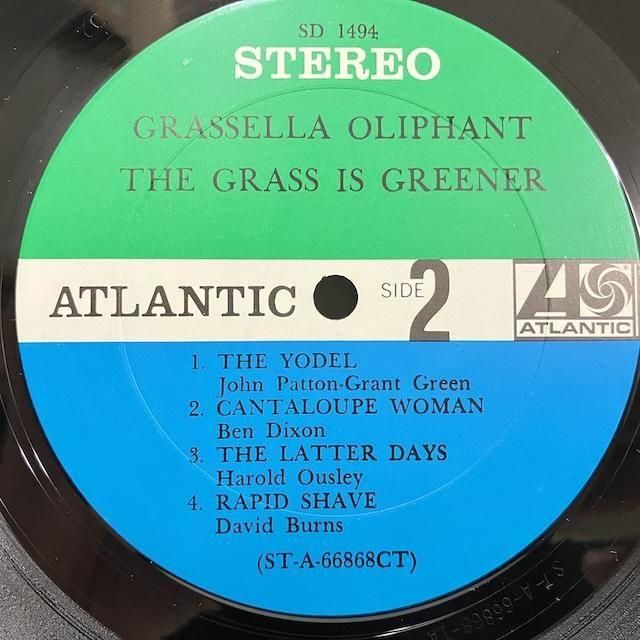 SD 1494
STEREO
GRASSELLA OLIPHANT
THE GRASS IS GREENER
ATLANTIC SIDE 2 ATLANTIC
1. THE YODEL
John Patton-Grant Green
2. CANTALOUPE WOMAN
Ben Dixon
3. THE LATTER DAYS
Harold Ousley
4. RAPID SHAVE
David Burns
(ST-A-66868CT)